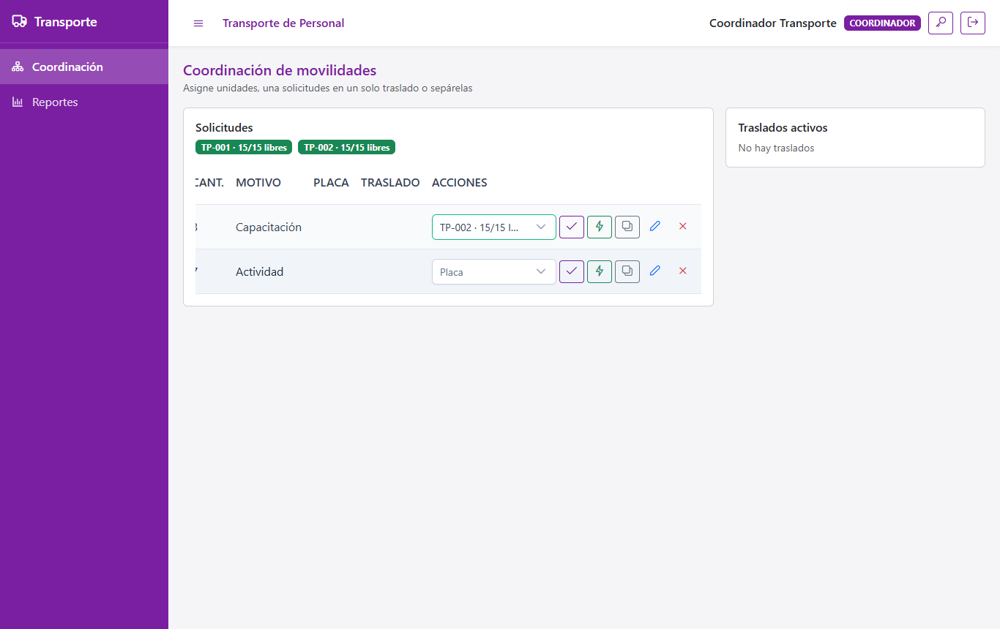 Transporte
Coordinación
Reportes
Transporte de Personal
Coordinador Transporte COORDINADOR
Coordinación de movilidades
Asigne unidades, una solicitudes en un solo traslado o sepárelas
Solicitudes
TP-001 · 15/15 libres TP-002 · 15/15 libres
CANT. MOTIVO PLACA TRASLADO ACCIONES
Capacitación TP-002 · 15/15 l...
Actividad Placa
Traslados activos
No hay traslados